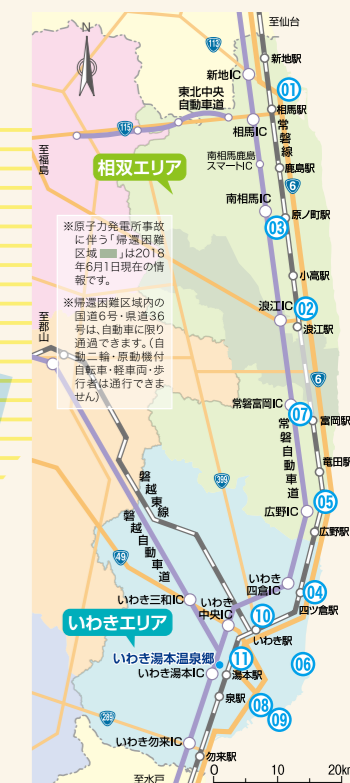 至仙台
N
113
新地駅
新地IC
01
東北中央
自動車道
相馬駅
115
相馬IC
常磐線
至福島
南相馬鹿島
スマートIC
鹿島駅
相双エリア
6
南相馬IC
原ノ町駅
03
※原子力発電所事故
に伴う「帰還困難
区域 」は2018
年6月1日現在の情
報です。
※帰還困難区域内の
国道6号・県道36
号は、自動車に限り
通過できます。(自
動二輪・原動機付
自転車・軽車両・歩
行者は通行できま
せん)
小高駅
浪江IC
02
浪江駅
至郡山
6
常磐富岡IC
07
富岡駅
常磐自動車道
竜田駅
磐越東線
399
05
広野IC
広野駅
磐越自動車道
49
いわき
四倉IC
04
四ツ倉駅
いわき三和IC
いわき
中央IC
10
いわきエリア
いわき駅
いわき湯本温泉郷
11
06
いわき湯本IC
湯本駅
泉駅
08
09
289
いわき勿来IC
勿来駅
至水戸
0 10 20km